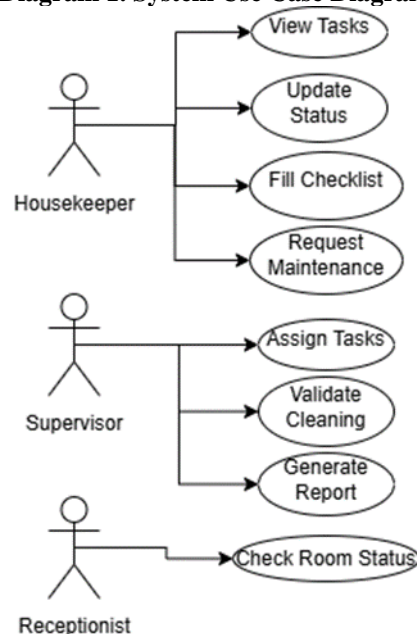 Diagram 1: System Use Case Diagram
View Tasks
Update
Status
Housekeeper
Fill Checklist
Request
Maintenance
Assign Tasks
Supervisor
Validate
Cleaning
Generate
Report
Check Room Status
Receptionist